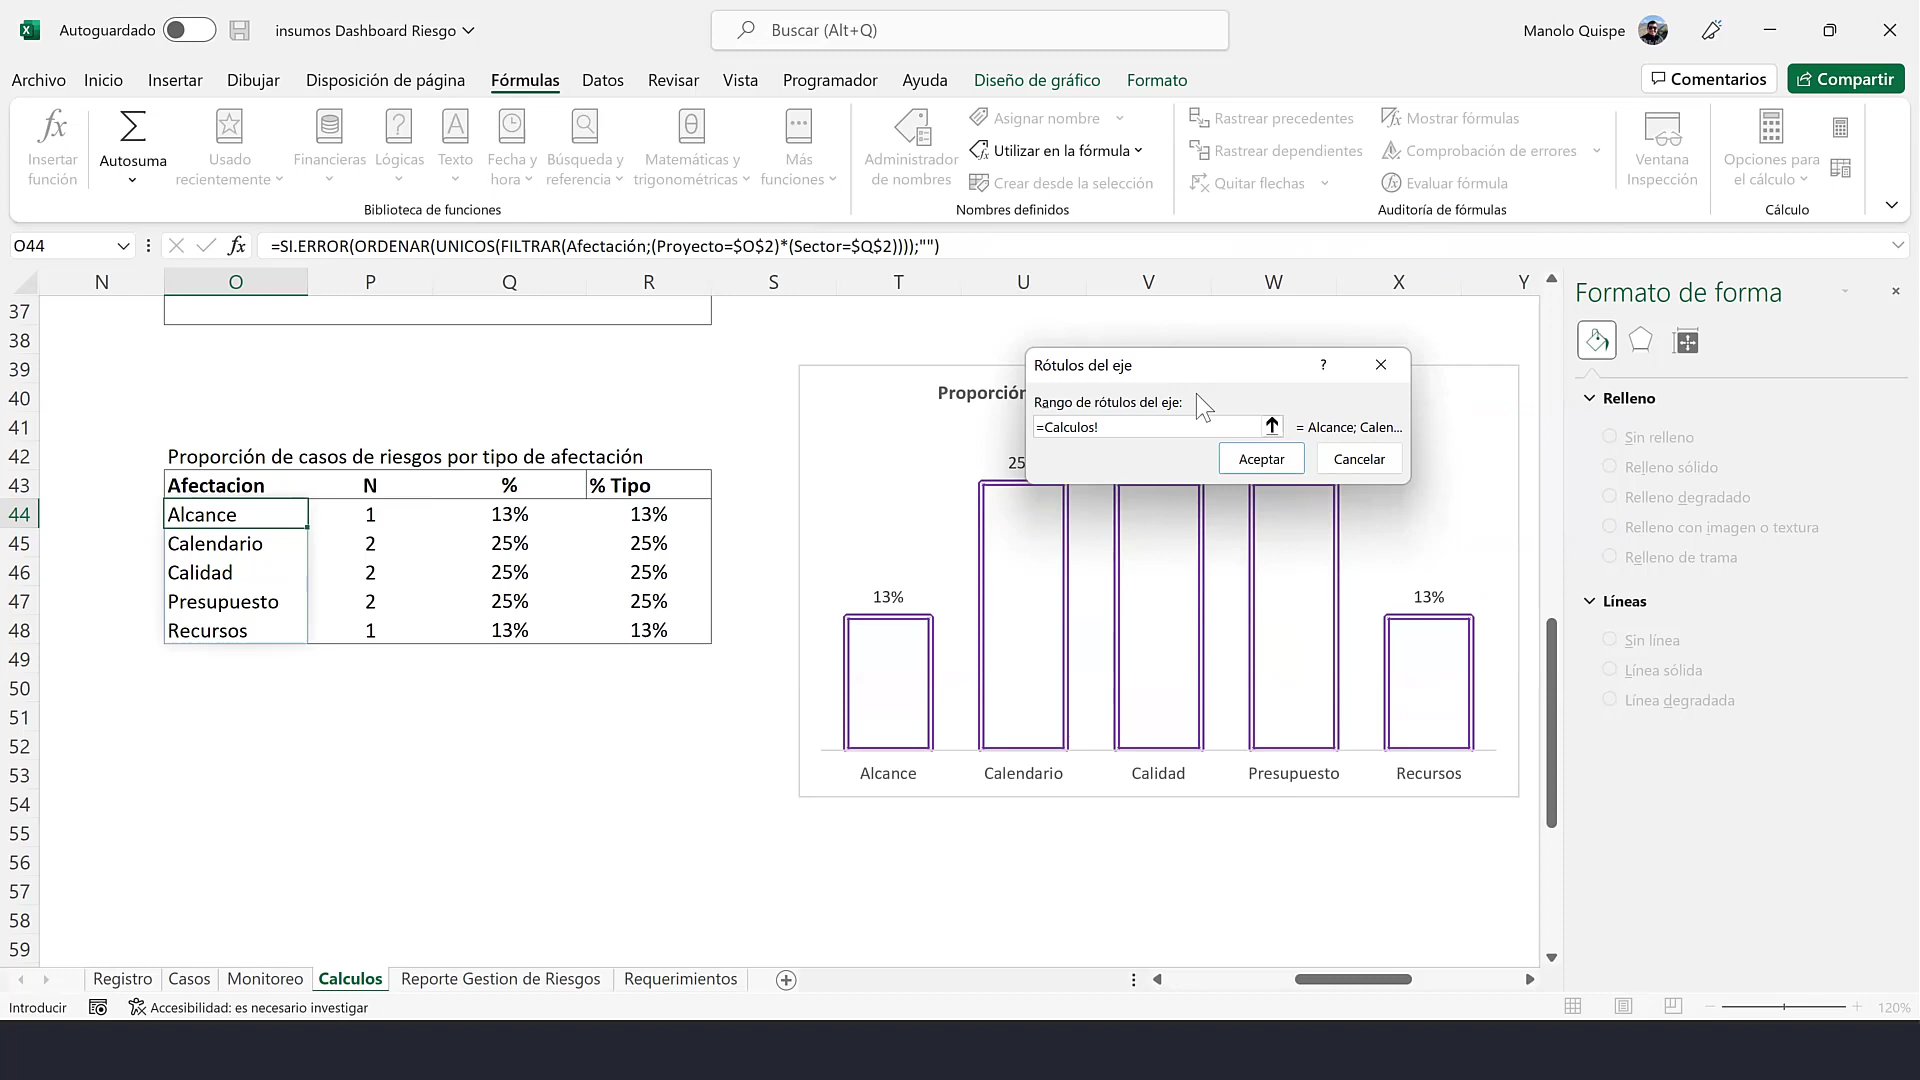 Autoguardado
insumos Dashboard Riesgo
Buscar (Alt+Q)
Manolo Quispe
Archivo Inicio Insertar Dibujar Disposición de página Fórmulas Datos Revisar Vista Programador Ayuda Diseño de gráfico Formato
Comentarios
Compartir
Insertar función
Autosuma
Usado recientemente
Financieras
Lógicas
Texto
Fecha y hora
Búsqueda y referencia
Matemáticas y trigonométricas
Más funciones
Biblioteca de funciones
Administrador de nombres
Asignar nombre
Utilizar en la fórmula
Crear desde la selección
Nombres definidos
Rastrear precedentes
Rastrear dependientes
Quitar flechas
Mostrar fórmulas
Comprobación de errores
Evaluar fórmula
Auditoría de fórmulas
Ventana Inspección
Opciones para el cálculo
Cálculo
O44
fx
=SI.ERROR(ORDENAR(UNICOS(FILTRAR(Afectación;(Proyecto=$O$2)*(Sector=$Q$2))));"")
N O P Q R S T U V W X Y
37
38
39
40
41
42 Proporción de casos de riesgos por tipo de afectación
43 Afectacion N % % Tipo
44 Alcance 1 13% 13%
45 Calendario 2 25% 25%
46 Calidad 2 25% 25%
47 Presupuesto 2 25% 25%
48 Recursos 1 13% 13%
49
50
51
52
53
54
55
56
57
58
59
Proporción
25
13%
13%
Alcance Calendario Calidad Presupuesto Recursos
Rótulos del eje
?
Rango de rótulos del eje:
=Calculos!
= Alcance; Calen...
Aceptar
Cancelar
Formato de forma
Relleno
Sin relleno
Relleno sólido
Relleno degradado
Relleno con imagen o textura
Relleno de trama
Líneas
Sin línea
Línea sólida
Línea degradada
Registro Casos Monitoreo Calculos Reporte Gestion de Riesgos Requerimientos
Introducir
Accesibilidad: es necesario investigar
120%